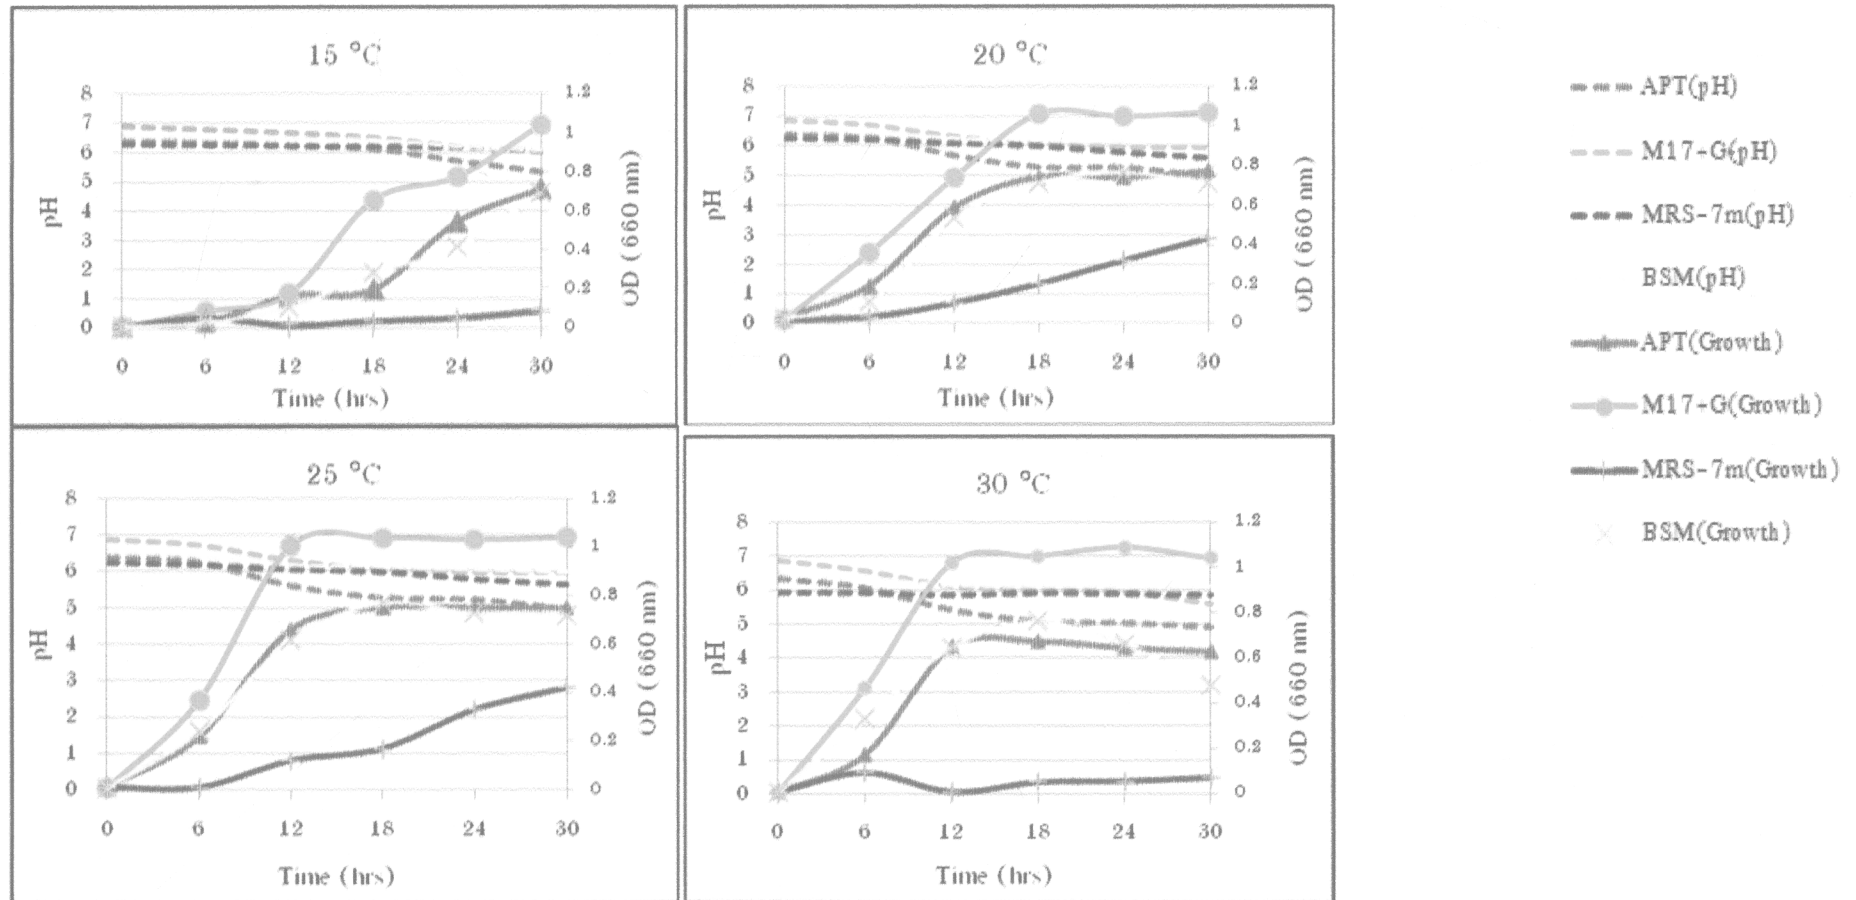 15 °C
8 7 6 5 4 3 2 1 0
pH
1.2 1 0.8 0.6 0.4 0.2 0
OD (660 nm)
0 6 12 18 24 30
Time (hrs)
20 °C
8 7 6 5 4 3 2 1 0
pH
1.2 1 0.8 0.6 0.4 0.2 0
OD (660 nm)
0 6 12 18 24 30
Time (hrs)
25 °C
8 7 6 5 4 3 2 1 0
pH
1.2 1 0.8 0.6 0.4 0.2 0
OD (660 nm)
0 6 12 18 24 30
Time (hrs)
30 °C
8 7 6 5 4 3 2 1 0
pH
1.2 1 0.8 0.6 0.4 0.2 0
OD (660 nm)
0 6 12 18 24 30
Time (hrs)
APT(pH)
M17-G(pH)
MRS-7m(pH)
BSM(pH)
APT(Growth)
M17-G(Growth)
MRS-7m(Growth)
BSM(Growth)